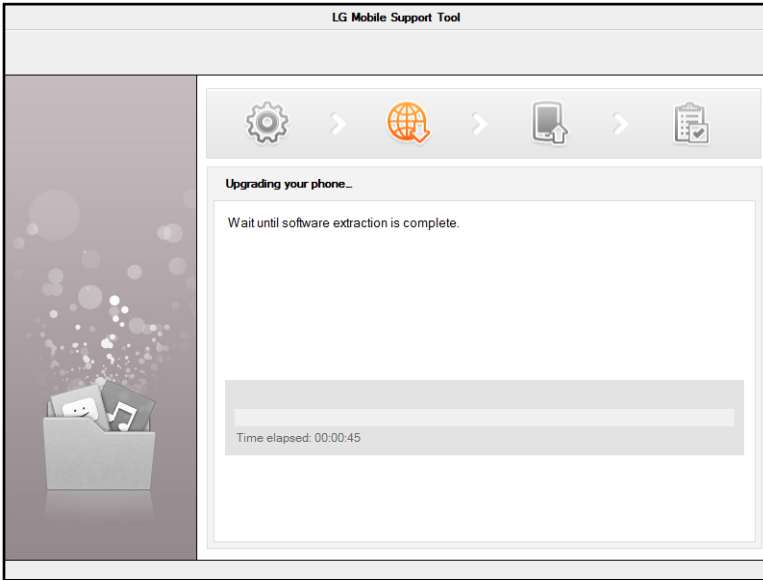 LG Mobile Support Tool
Upgrading your phone...
Wait until software extraction is complete.
Time elapsed: 00:00:45